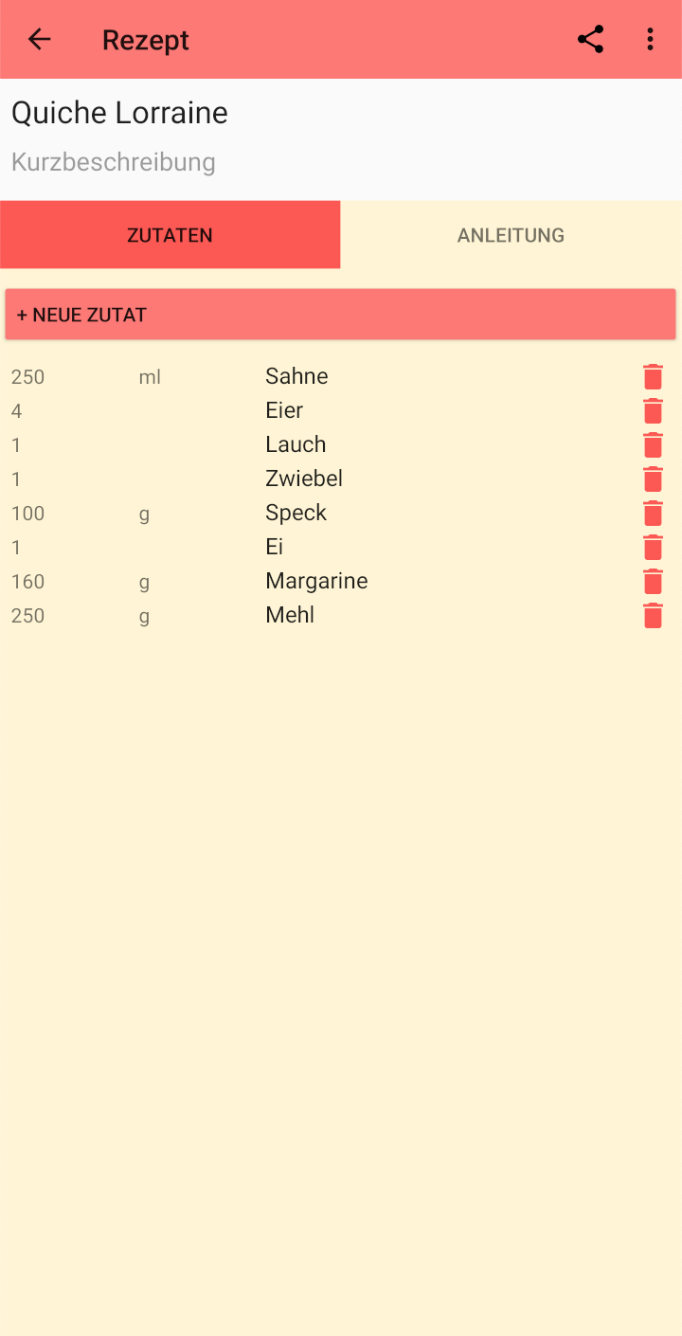 Rezept
Quiche Lorraine
Kurzbeschreibung
ZUTATEN ANLEITUNG
+ NEUE ZUTAT
250 ml Sahne
4 Eier
1 Lauch
1 Zwiebel
100 g Speck
1 Ei
160 g Margarine
250 g Mehl